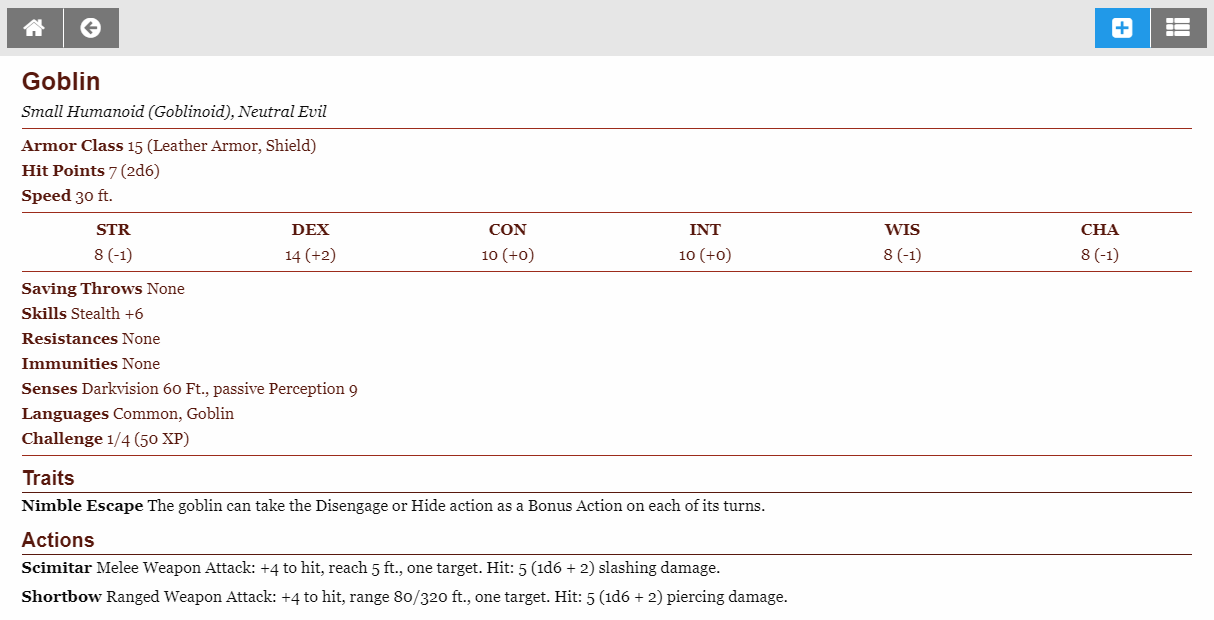 Goblin
Small Humanoid (Goblinoid), Neutral Evil
Armor Class 15 (Leather Armor, Shield)
Hit Points 7 (2d6)
Speed 30 ft.
STR DEX CON INT WIS CHA
8 (-1) 14 (+2) 10 (+0) 10 (+0) 8 (-1) 8 (-1)
Saving Throws None
Skills Stealth +6
Resistances None
Immunities None
Senses Darkvision 60 Ft., passive Perception 9
Languages Common, Goblin
Challenge 1/4 (50 XP)
Traits
Nimble Escape The goblin can take the Disengage or Hide action as a Bonus Action on each of its turns.
Actions
Scimitar Melee Weapon Attack: +4 to hit, reach 5 ft., one target. Hit: 5 (1d6 + 2) slashing damage.
Shortbow Ranged Weapon Attack: +4 to hit, range 80/320 ft., one target. Hit: 5 (1d6 + 2) piercing damage.